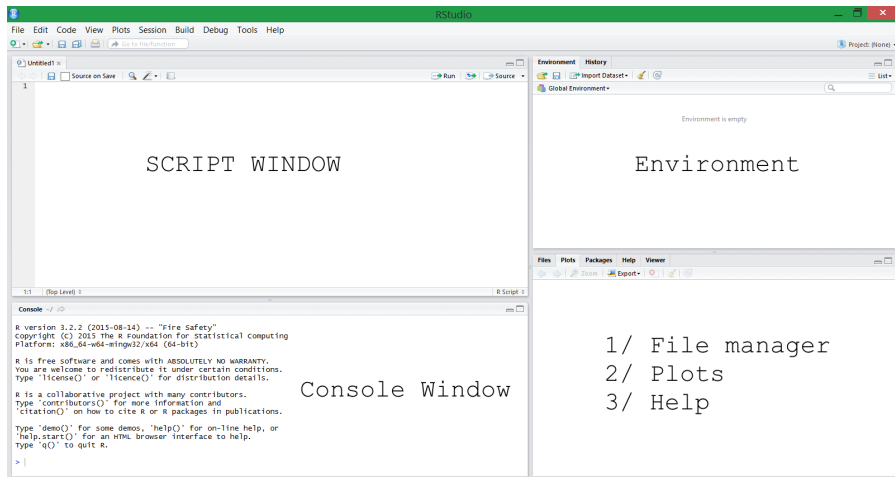 RStudio
File Edit Code View Plots Session Build Debug Tools Help
Go to file/function
Project: (None)
Untitled1
Source on Save
Run
Source
1
SCRIPT WINDOW
1:1
(Top Level)
R Script
Environment History
Import Dataset
List
Global Environment
Environment is empty
Environment
Console ~/
R version 3.2.2 (2015-08-14) -- "Fire Safety"
Copyright (C) 2015 The R Foundation for Statistical Computing
Platform: x86_64-w64-mingw32/x64 (64-bit)
R is free software and comes with ABSOLUTELY NO WARRANTY.
You are welcome to redistribute it under certain conditions.
Type 'license()' or 'licence()' for distribution details.
R is a collaborative project with many contributors.
Type 'contributors()' for more information and
'citation()' on how to cite R or R packages in publications.
Type 'demo()' for some demos, 'help()' for on-line help, or
'help.start()' for an HTML browser interface to help.
Type 'q()' to quit R.
>
Console Window
Files Plots Packages Help Viewer
Zoom Export
1/ File manager
2/ Plots
3/ Help